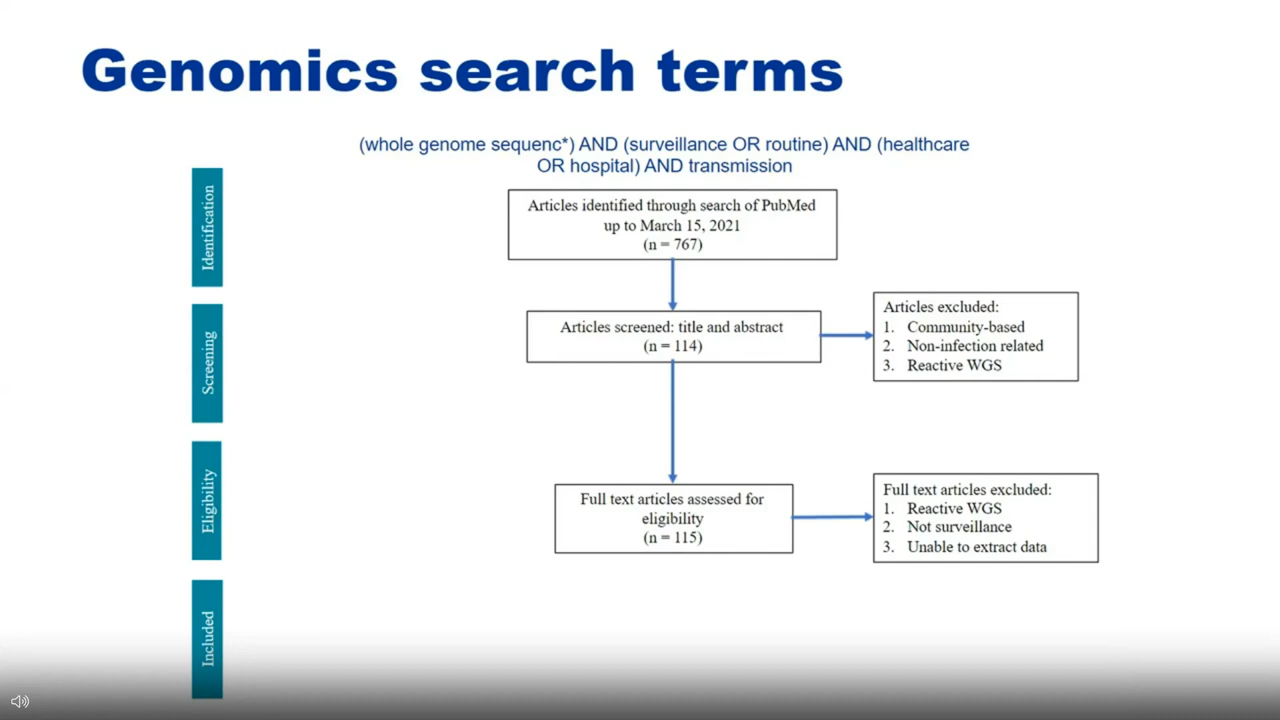 Genomics search terms
(whole genome sequenc*) AND (surveillance OR routine) AND (healthcare
OR hospital) AND transmission
Identification
Articles identified through search of PubMed
up to March 15, 2021
(n = 767)
Screening
Articles screened: title and abstract
(n = 114)
Articles excluded:
1. Community-based
2. Non-infection related
3. Reactive WGS
Eligibility
Full text articles assessed for
eligibility
(n = 115)
Full text articles excluded:
1. Reactive WGS
2. Not surveillance
3. Unable to extract data
Included